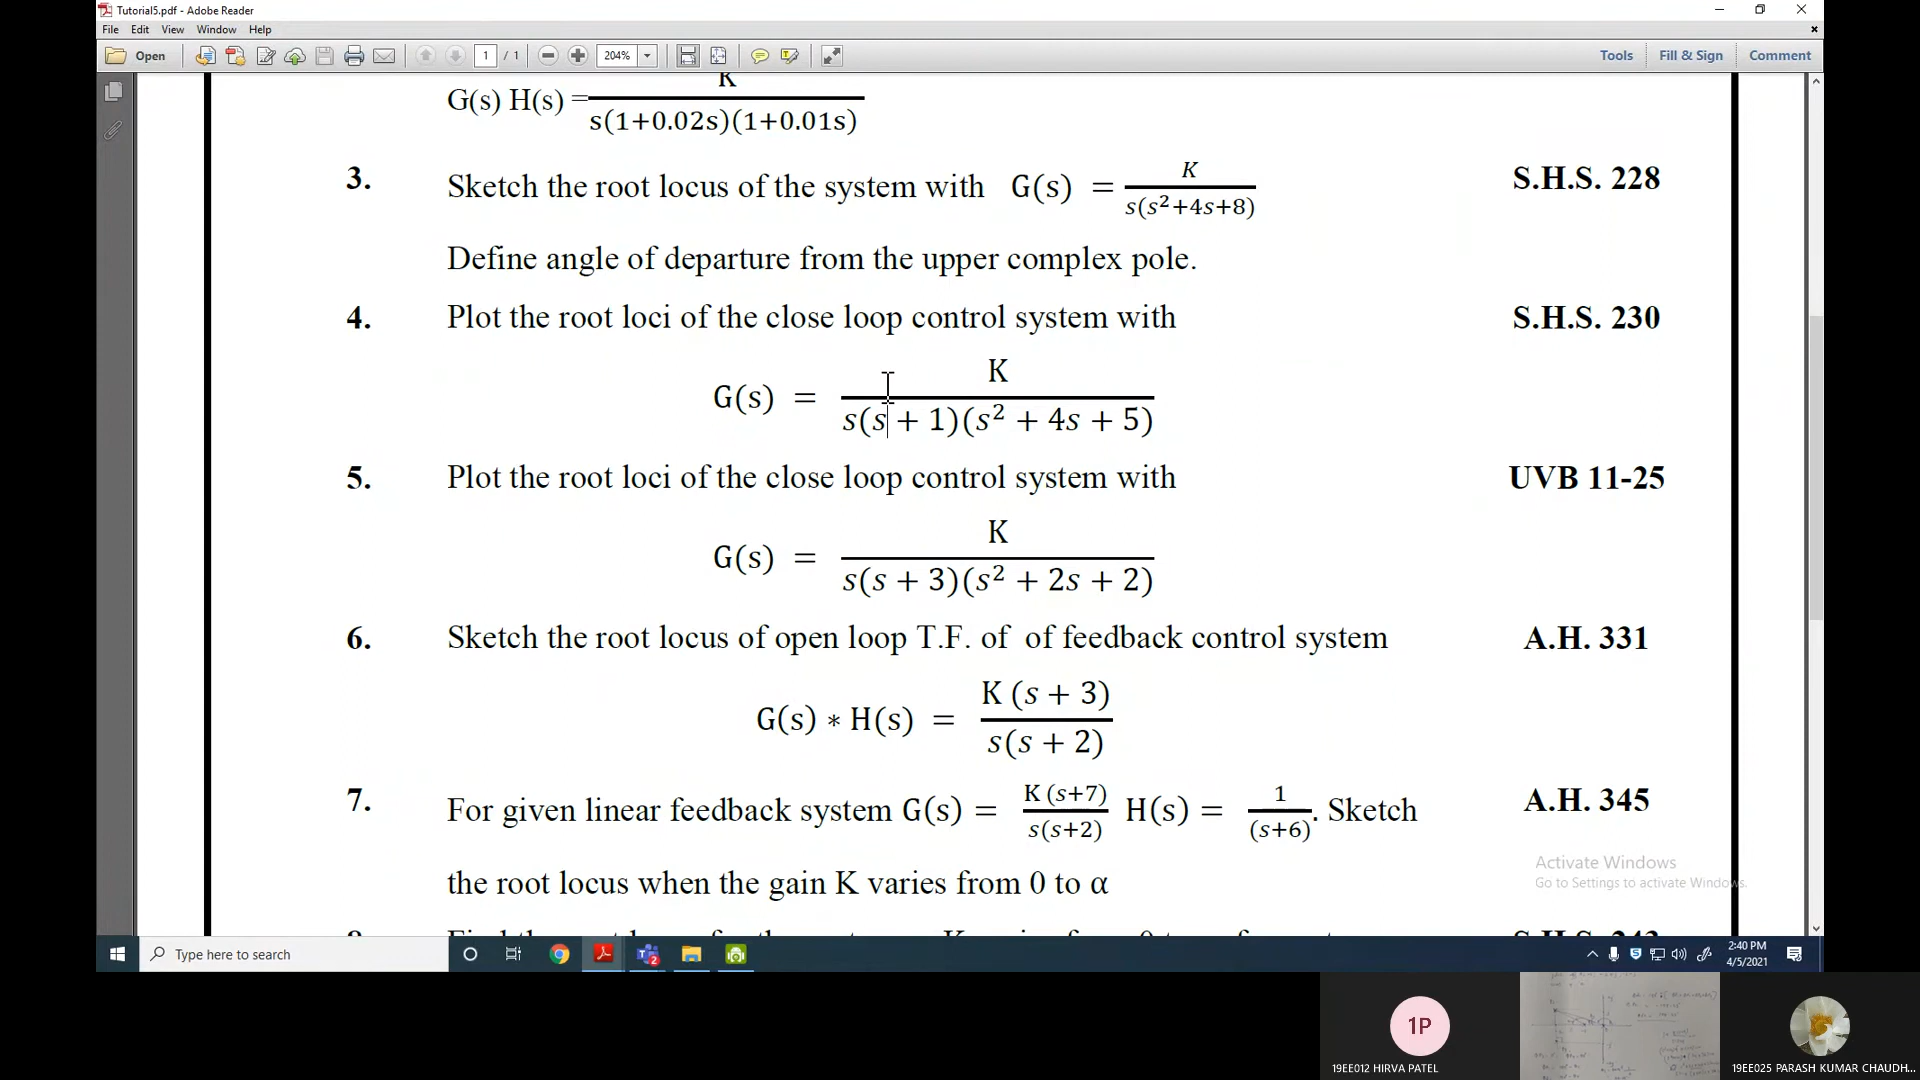 Tutorial5.pdf - Adobe Reader
File Edit View Window Help
Open 1 / 1 204% Tools Fill & Sign Comment
G(s) H(s) = K / s(1+0.02s)(1+0.01s)
3. Sketch the root locus of the system with G(s) = K / s(s²+4s+8) S.H.S. 228
Define angle of departure from the upper complex pole.
4. Plot the root loci of the close loop control system with S.H.S. 230
G(s) = K / s(s + 1)(s² + 4s + 5)
5. Plot the root loci of the close loop control system with UVB 11-25
G(s) = K / s(s + 3)(s² + 2s + 2)
6. Sketch the root locus of open loop T.F. of of feedback control system A.H. 331
G(s) * H(s) = K (s + 3) / s(s + 2)
7. For given linear feedback system G(s) = K (s+7) / s(s+2) H(s) = 1 / (s+6). Sketch A.H. 345
the root locus when the gain K varies from 0 to α
Activate Windows
Go to Settings to activate Windows.
Type here to search
2:40 PM
4/5/2021
1P
19EE012 HIRVA PATEL
19EE025 PARASH KUMAR CHAUDH...